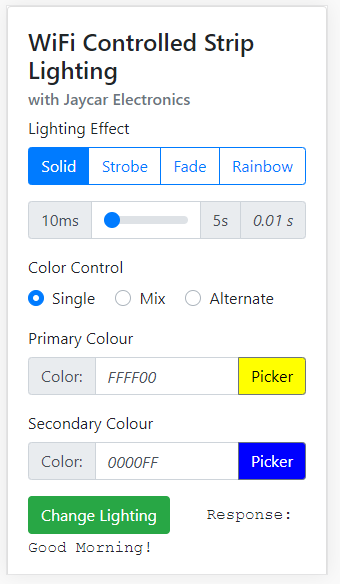 WiFi Controlled Strip
Lighting
with Jaycar Electronics
Lighting Effect
Solid Strobe Fade Rainbow
10ms 5s 0.01 s
Color Control
Single Mix Alternate
Primary Colour
Color: FFFF00 Picker
Secondary Colour
Color: 0000FF Picker
Change Lighting Response:
Good Morning!